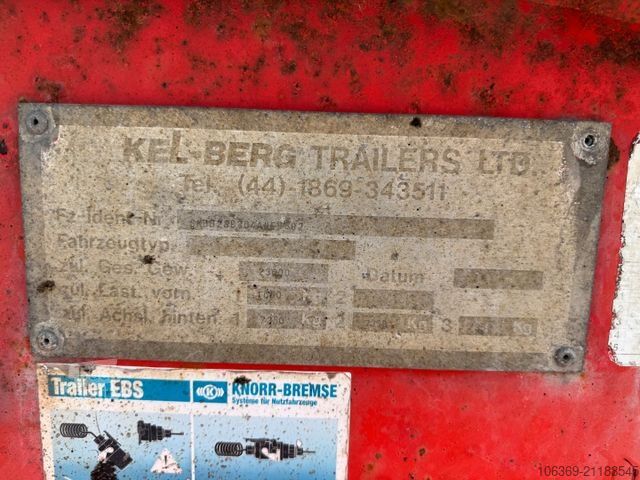 KEL-BERG TRAILERS LTD.
Tel. (44) 1869-343511
Fz-Ident-Nr.
Fahrzeugtyp
zul. Ges. Gew. 23000 Datum
zul. Last. vorn 1 2
zul. Achsl. hinten 1 Kg 2 Kg 3 Kg
Trailer EBS
KNORR-BREMSE
Systeme für Nutzfahrzeuge
106369-21188545